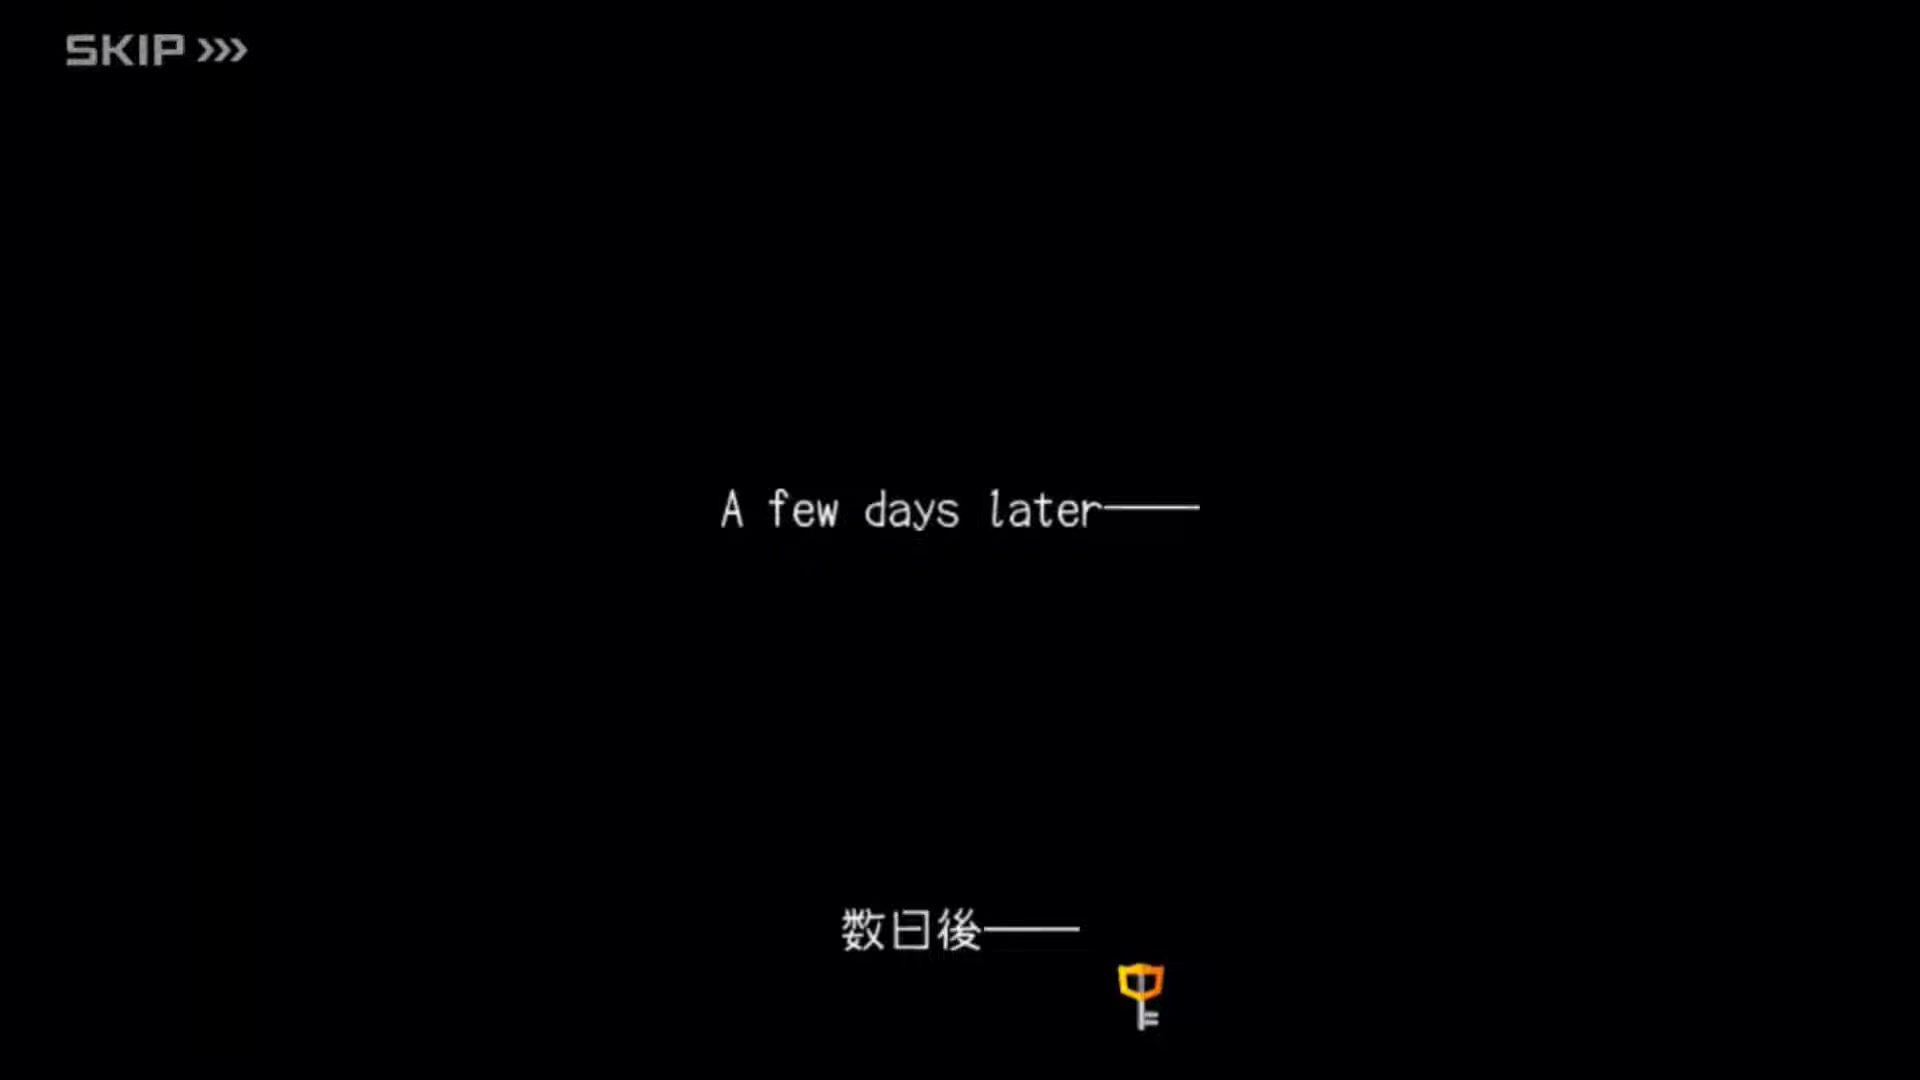 SKIP >>>
A few days later──
数日後──